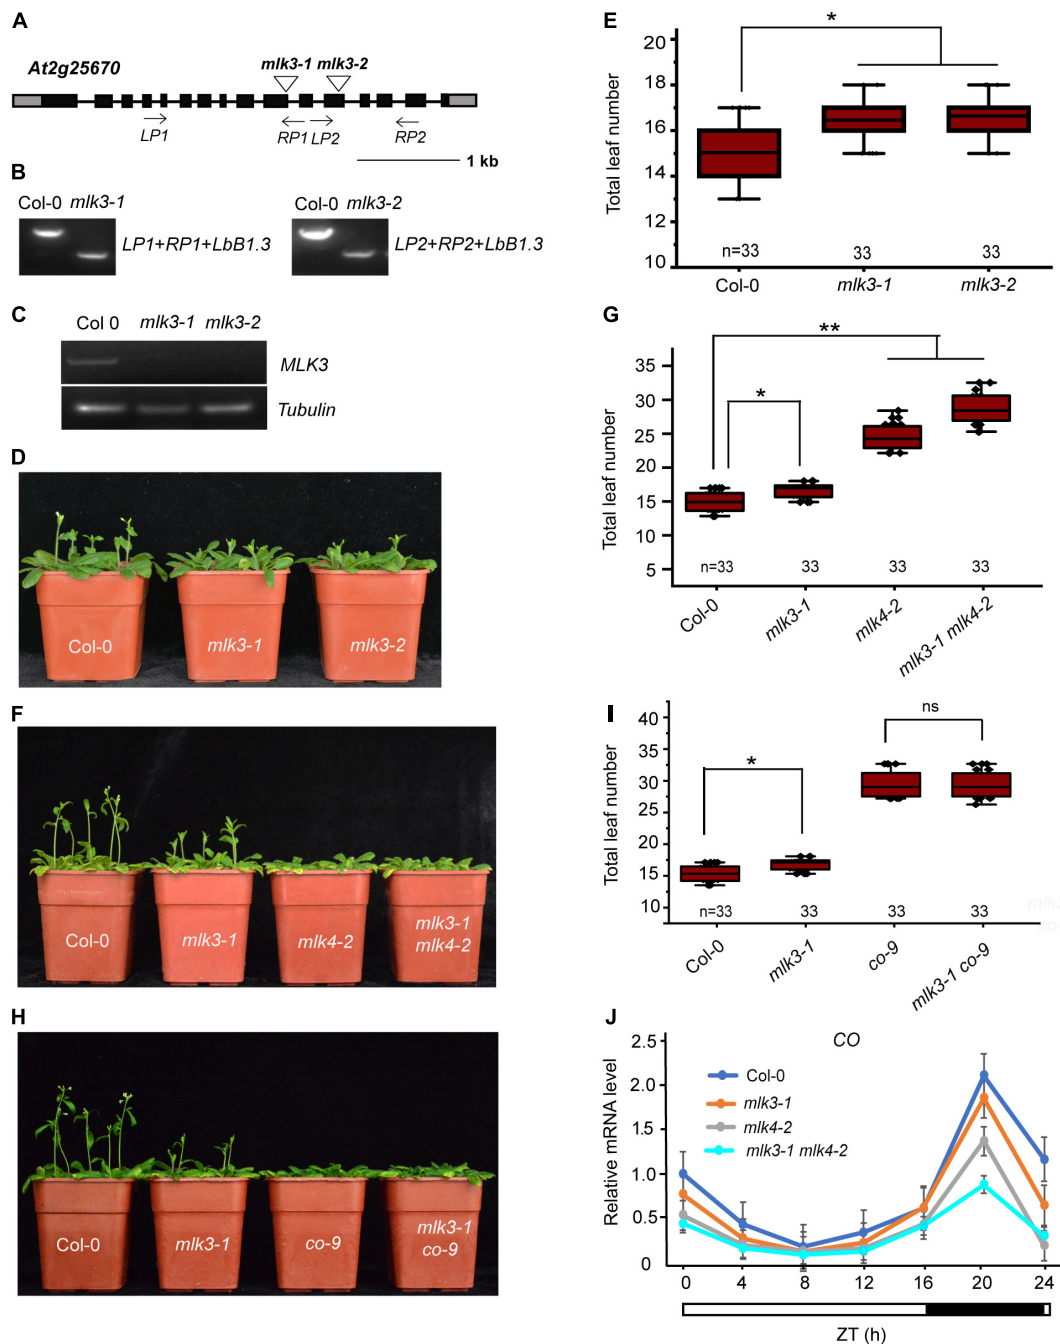 A
At2g25670
mlk3-1 mlk3-2
LP1
RP1 LP2
RP2
1 kb
B
Col-0 mlk3-1
LP1+RP1+LbB1.3
Col-0 mlk3-2
LP2+RP2+LbB1.3
C
Col 0 mlk3-1 mlk3-2
MLK3
Tubulin
D
Col-0
mlk3-1
mlk3-2
E
Total leaf number
20
18
16
14
12
10
*
n=33
33
33
Col-0
mlk3-1
mlk3-2
F
Col-0
mlk3-1
mlk4-2
mlk3-1
mlk4-2
G
Total leaf number
35
30
25
20
15
10
5
**
*
n=33
33
33
33
Col-0
mlk3-1
mlk4-2
mlk3-1 mlk4-2
H
Col-0
mlk3-1
co-9
mlk3-1
co-9
I
Total leaf number
40
35
30
25
20
15
10
*
ns
n=33
33
33
33
Col-0
mlk3-1
co-9
mlk3-1 co-9
J
CO
Relative mRNA level
2.5
2.0
1.5
1.0
0.5
0
Col-0
mlk3-1
mlk4-2
mlk3-1 mlk4-2
0
4
8
12
16
20
24
ZT (h)